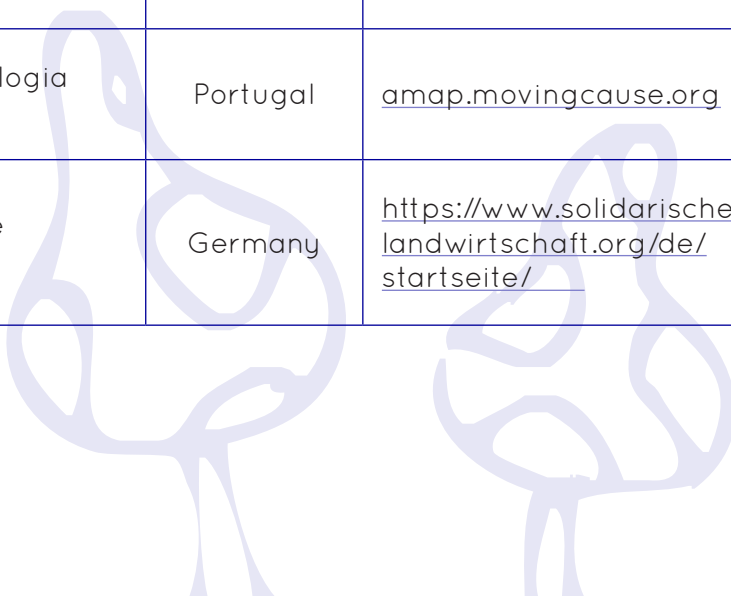 logia
Portugal
amap.movingcause.org
e
Germany
https://www.solidarische
landwirtschaft.org/de/
startseite/